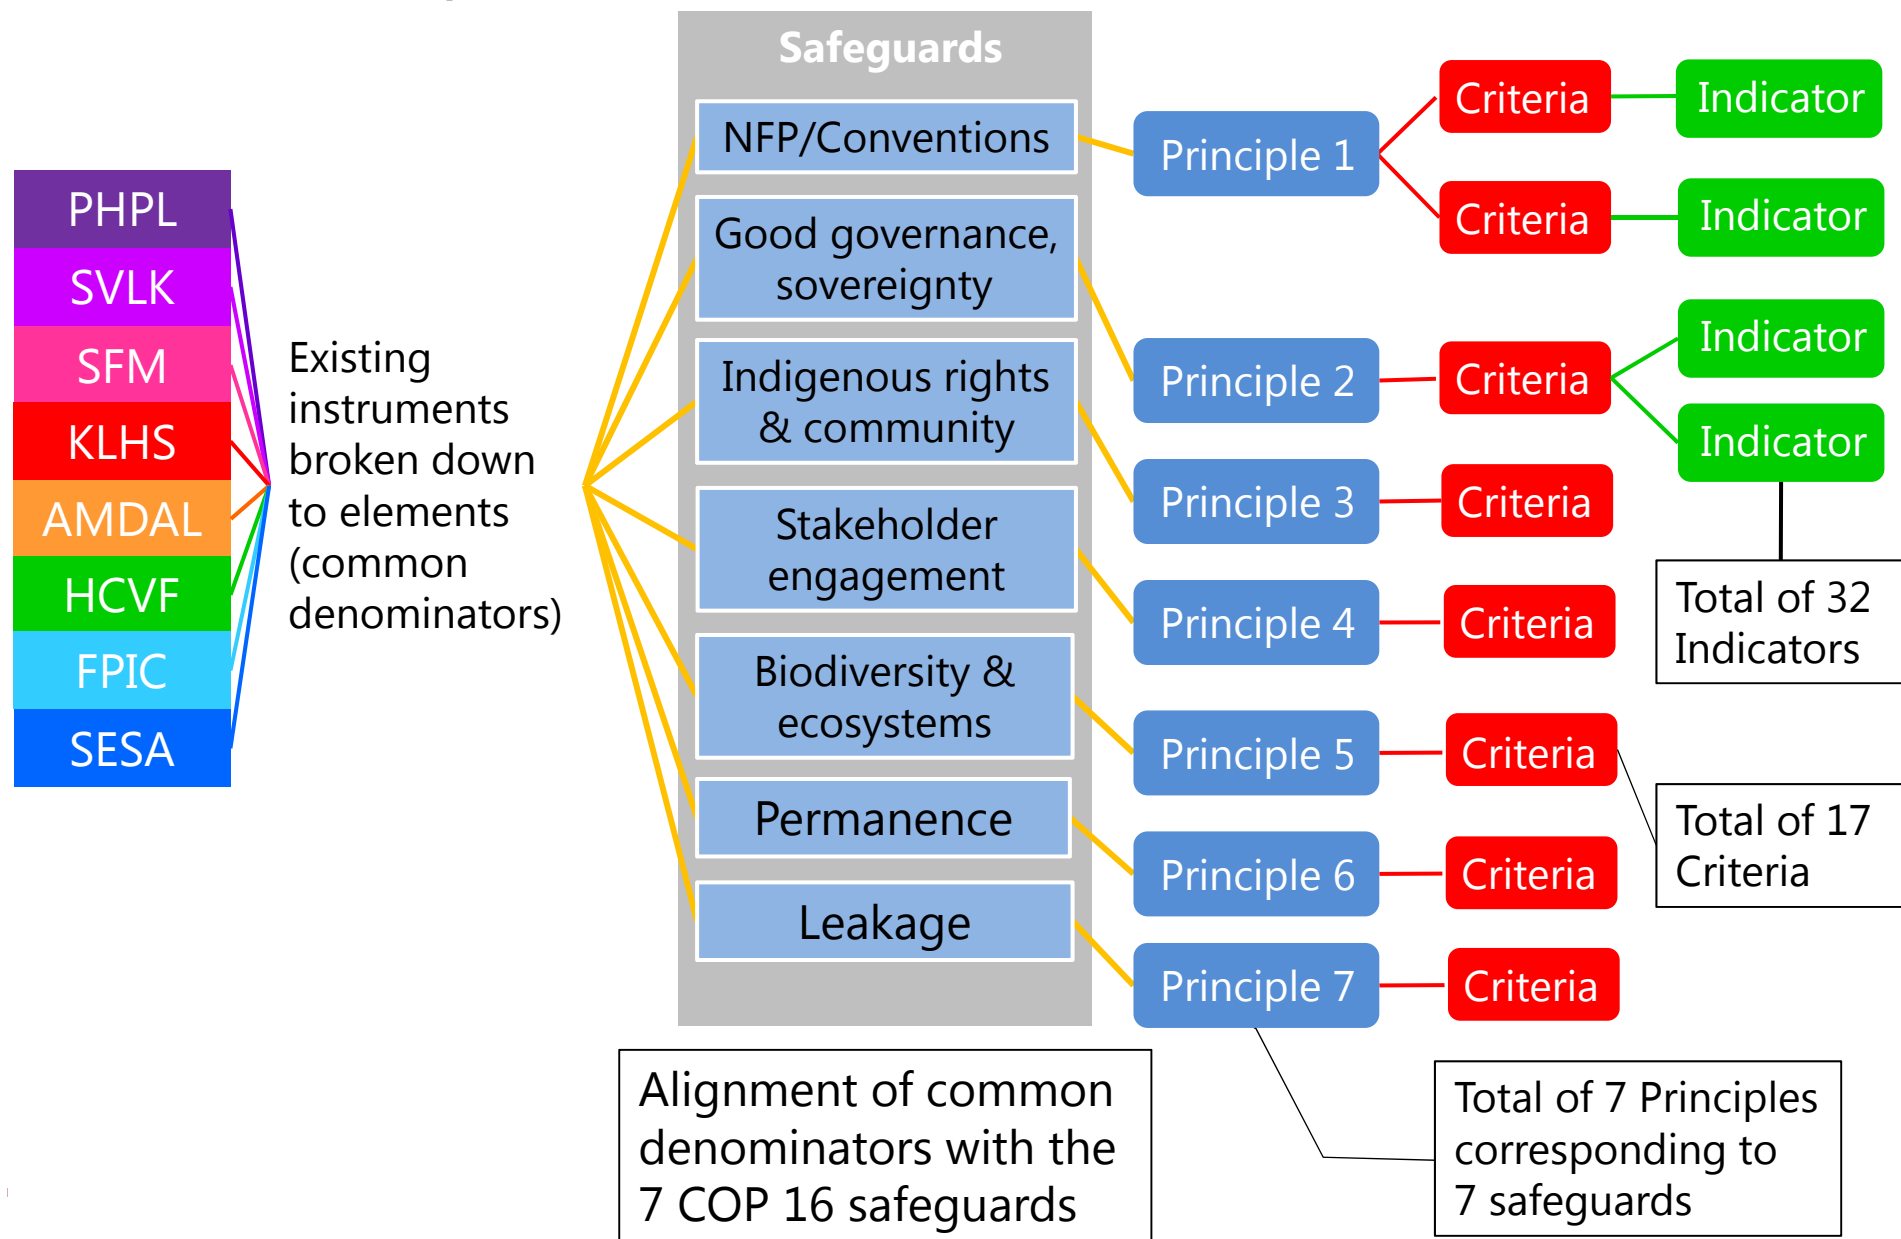 PHPL
SVLK
SFM
KLHS
AMDAL
HCVF
FPIC
SESA
Existing
instruments
broken down
to elements
(common
denominators)
Safeguards
NFP/Conventions
Good governance,
sovereignty
Indigenous rights
& community
Stakeholder
engagement
Biodiversity &
ecosystems
Permanence
Leakage
Alignment of common
denominators with the
7 COP 16 safeguards
Principle 1
Principle 2
Principle 3
Principle 4
Principle 5
Principle 6
Principle 7
Criteria
Criteria
Criteria
Criteria
Criteria
Criteria
Criteria
Criteria
Indicator
Indicator
Indicator
Indicator
Total of 32
Indicators
Total of 17
Criteria
Total of 7 Principles
corresponding to
7 safeguards